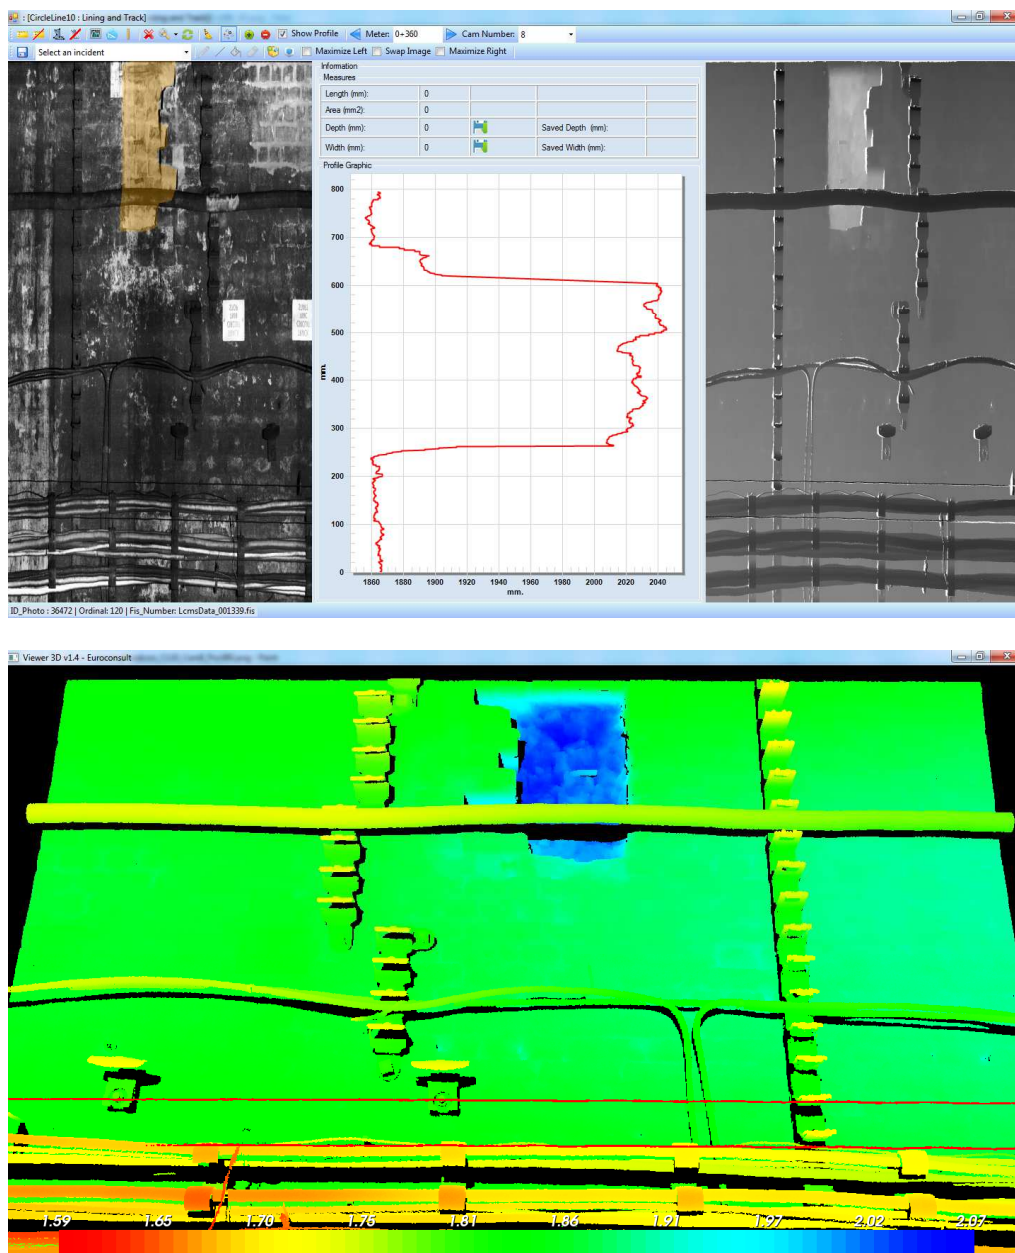 : [CircleLine10 : Lining and Track]
Show Profile Meter: 0+360 Cam Number: 8
Select an incident Maximize Left Swap Image Maximize Right
Information
Measures
Length (mm): 0
Area (mm2): 0
Depth (mm): 0 Saved Depth (mm):
Width (mm): 0 Saved Width (mm):
Profile Graphic
800
700
600
500
mm.
400
300
200
100
0
1860 1880 1900 1920 1940 1960 1980 2000 2020 2040
mm.
ID_Photo : 36472 | Ordinal: 120 | Fis_Number: LcmsData_001339.fis
Viewer 3D v1.4 - Euroconsult
1.59 1.65 1.70 1.75 1.81 1.86 1.91 1.97 2.02 2.07